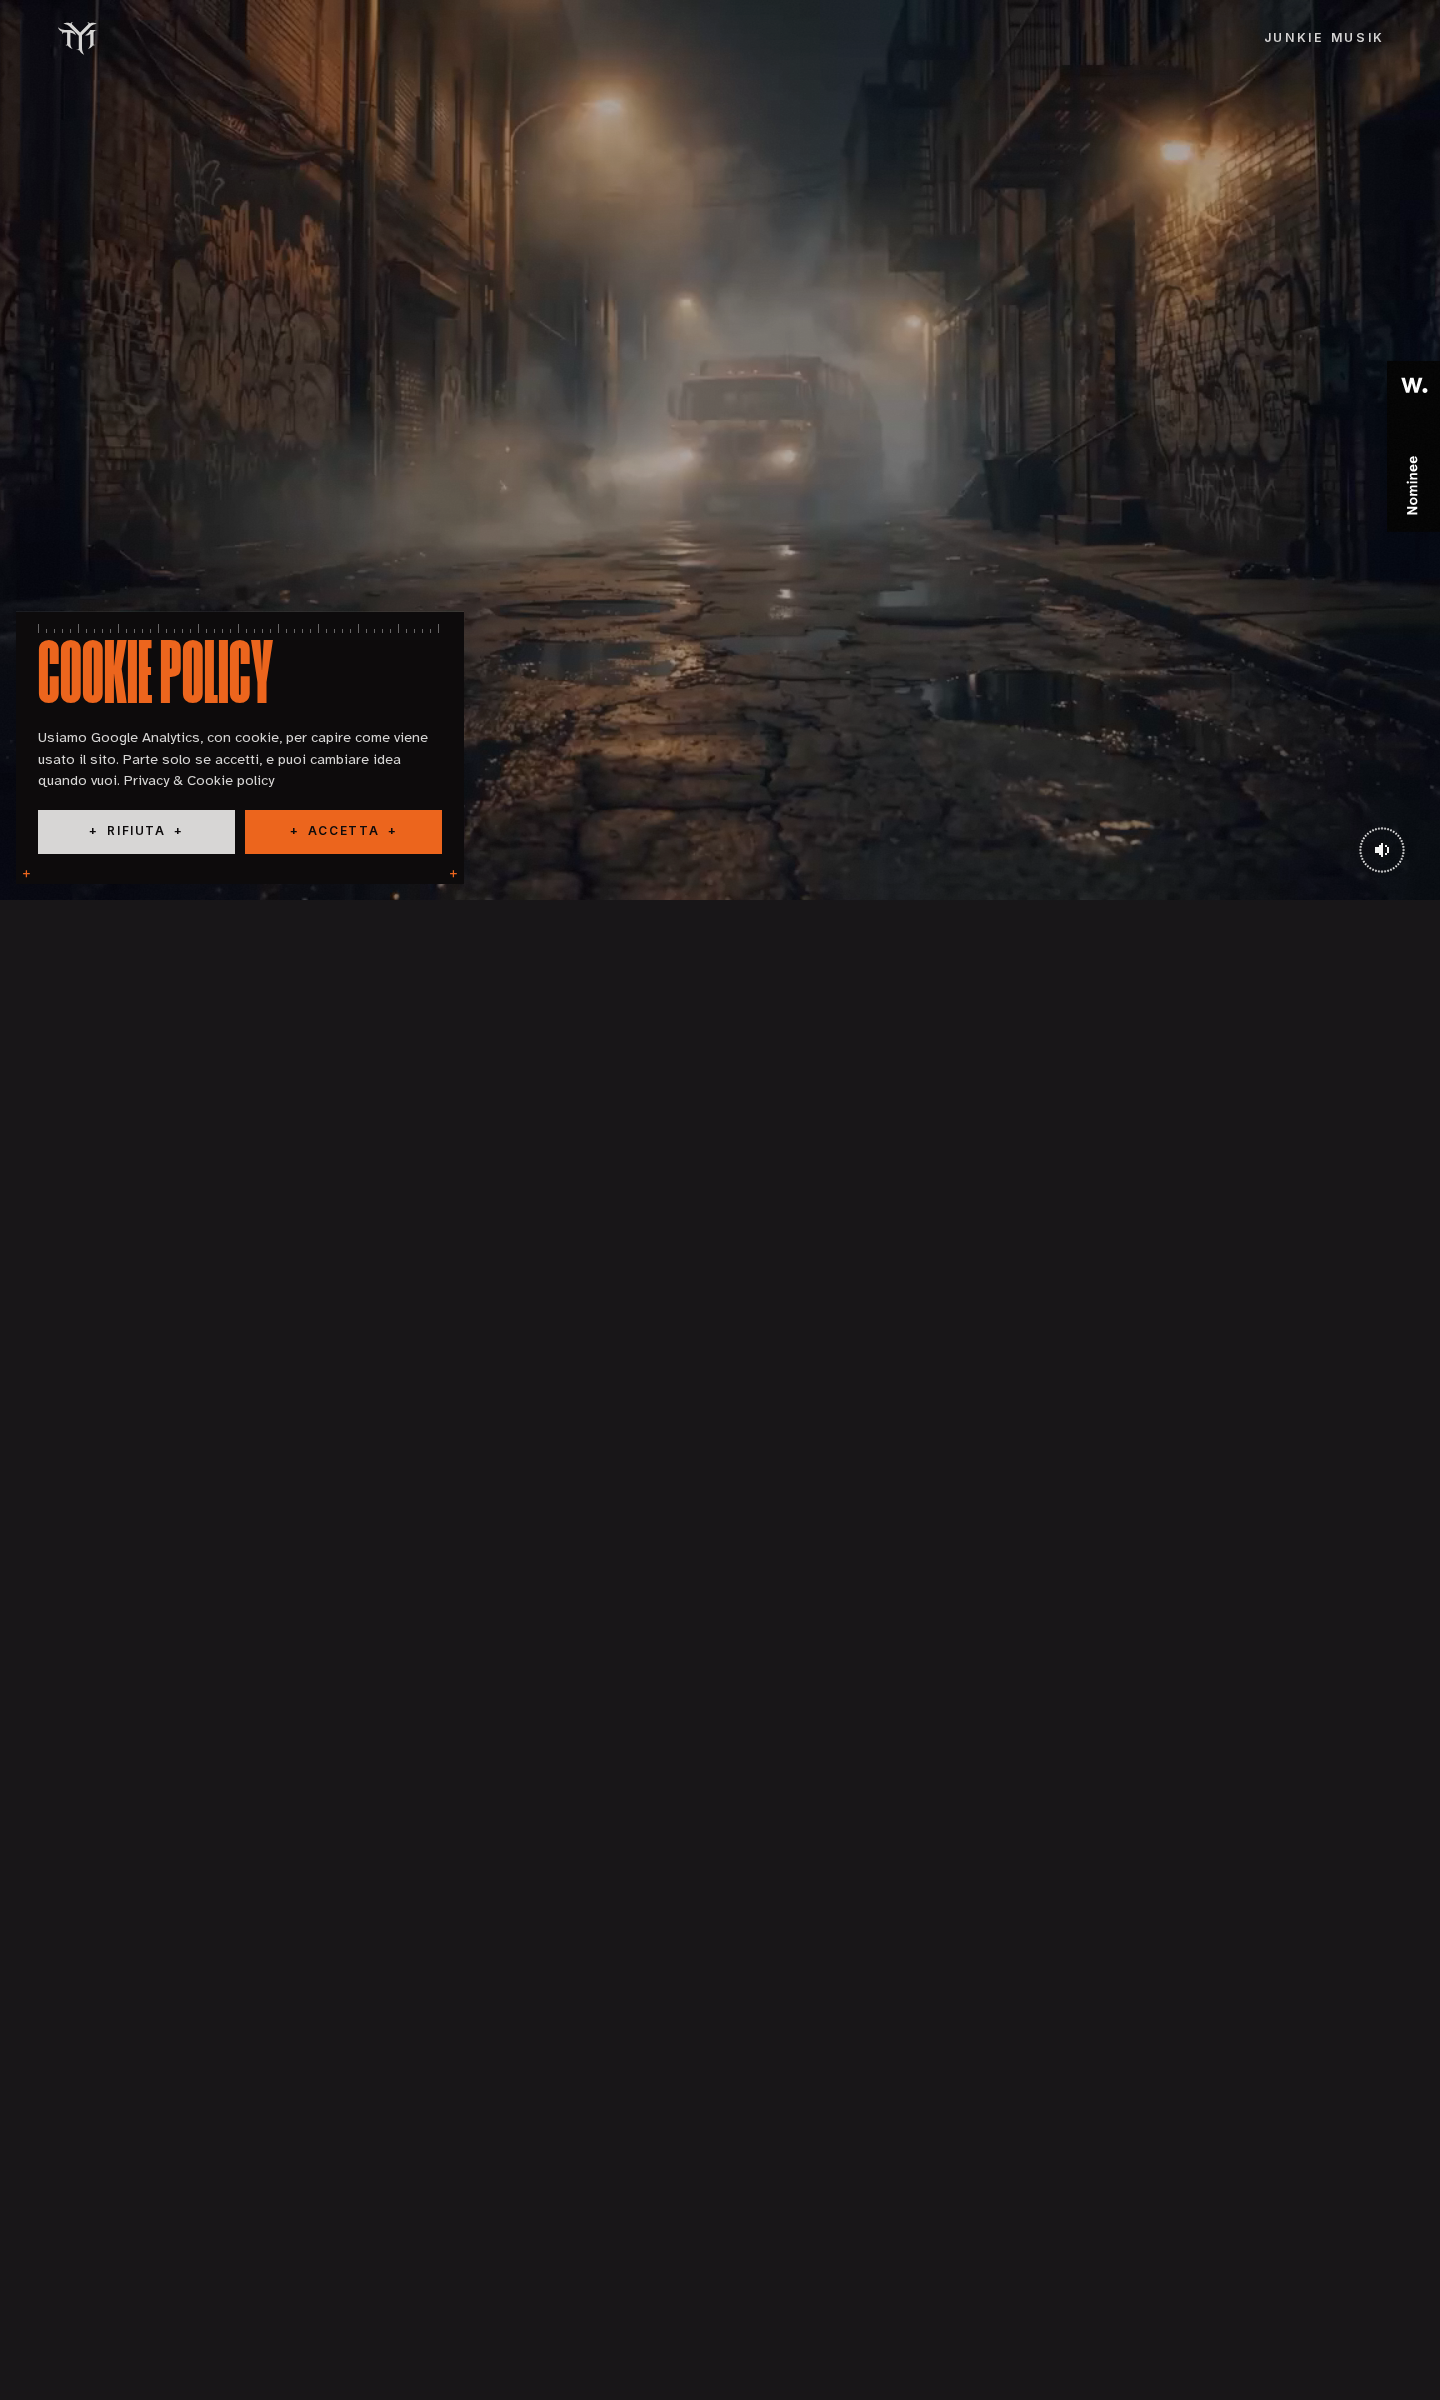 JUNKIE MUSIK
W.
Nominee
COOKIE POLICY
Usiamo Google Analytics, con cookie, per capire come viene
usato il sito. Parte solo se accetti, e puoi cambiare idea
quando vuoi. Privacy & Cookie policy
+ RIFIUTA +
+ ACCETTA +
+ +